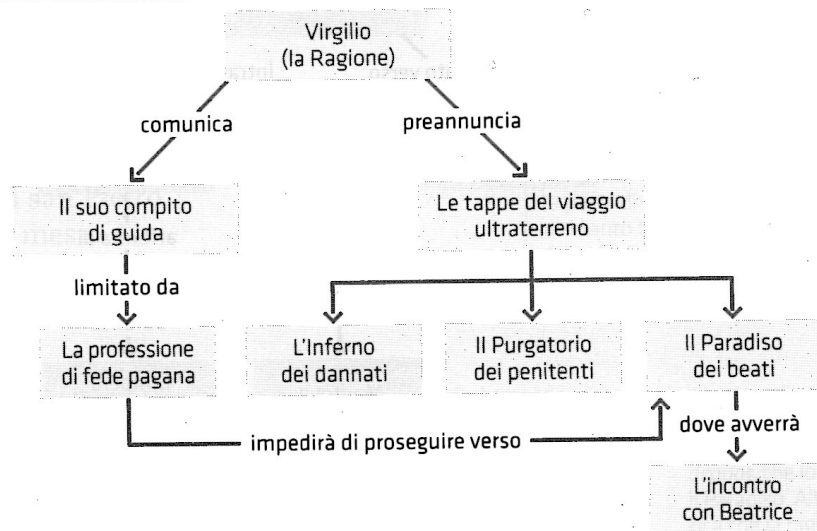 Virgilio
(la Ragione)
comunica
preannuncia
Il suo compito
di guida
Le tappe del viaggio
ultraterreno
limitato da
La professione
di fede pagana
L'Inferno
dei dannati
Il Purgatorio
dei penitenti
Il Paradiso
dei beati
impedirà di proseguire verso
dove avverrà
L'incontro
con Beatrice